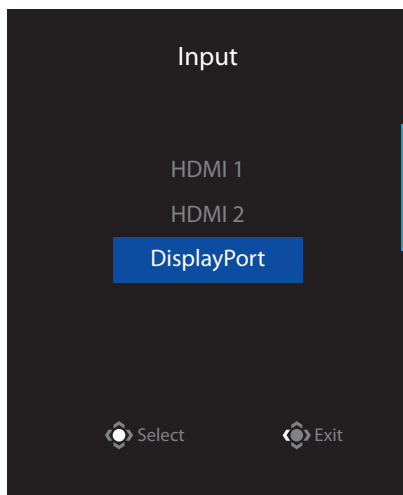 Input
HDMI 1
HDMI 2
DisplayPort
Select Exit